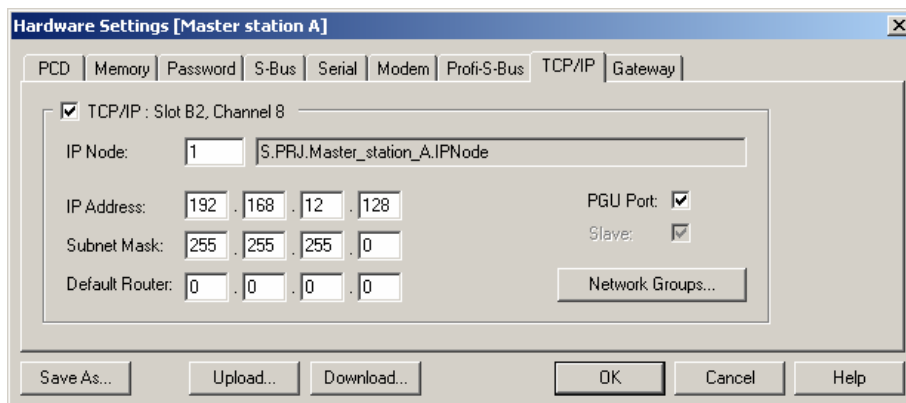 Hardware Settings [Master station A]
PCD Memory Password S-Bus Serial Modem Profi-S-Bus TCP/IP Gateway
TCP/IP : Slot B2, Channel 8
IP Node: 1 S.PRJ.Master_station_A.IPNode
IP Address: 192 . 168 . 12 . 128 PGU Port:
Subnet Mask: 255 . 255 . 255 . 0 Slave:
Default Router: 0 . 0 . 0 . 0 Network Groups...
Save As... Upload... Download... OK Cancel Help